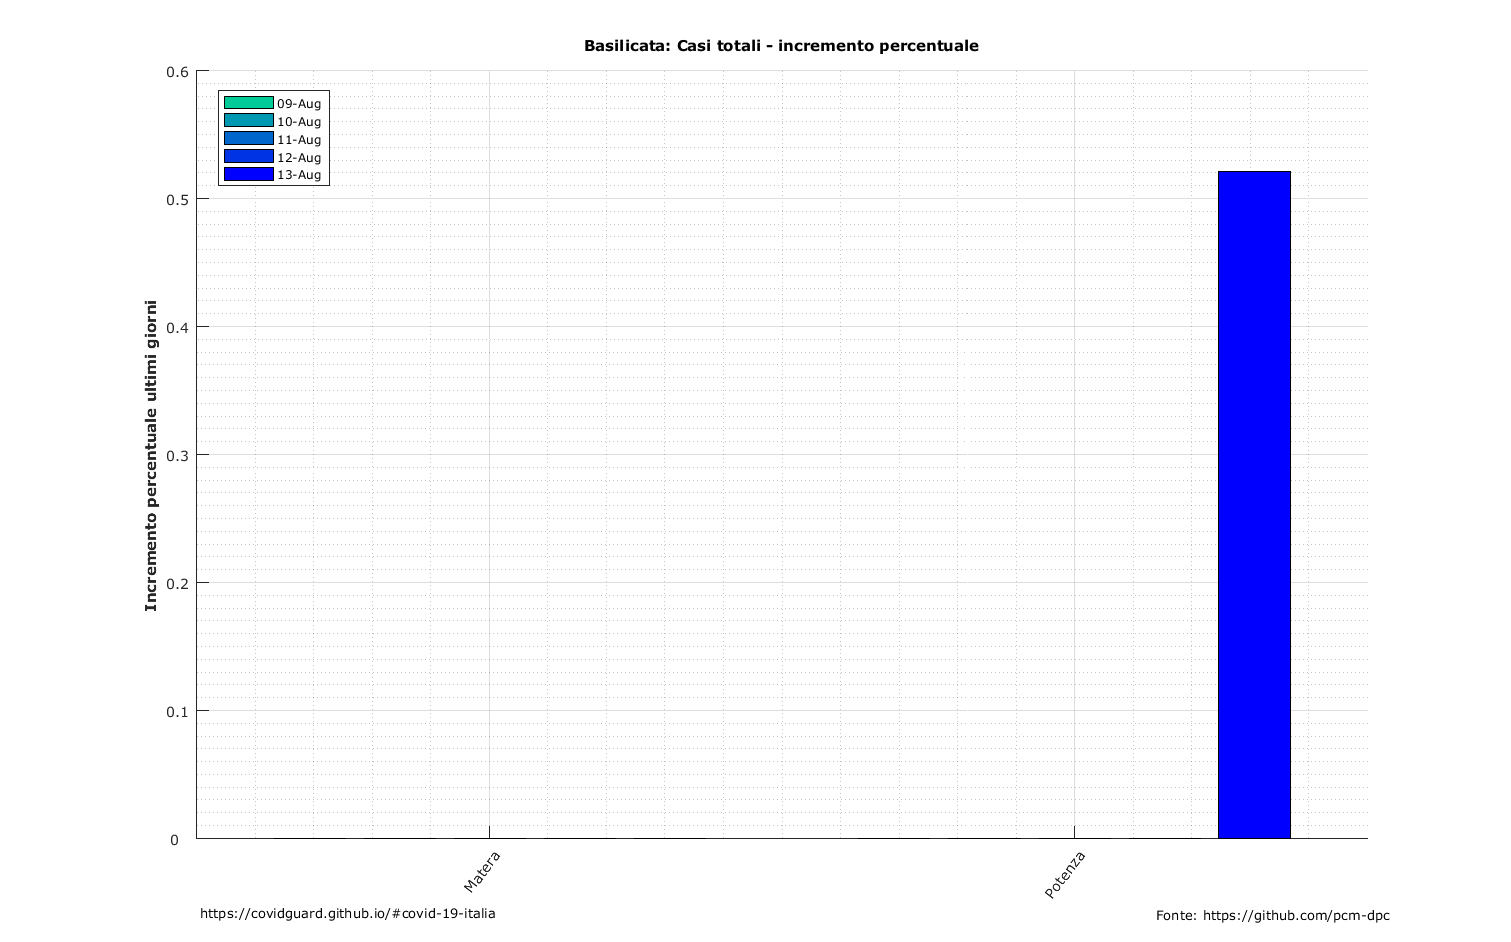 Basilicata: Casi totali - incremento percentuale
0.6
0.5
0.4
0.3
0.2
0.1
0
Incremento percentuale ultimi giorni
09-Aug
10-Aug
11-Aug
12-Aug
13-Aug
Matera
Potenza
https://covidguard.github.io/#covid-19-italia
Fonte: https://github.com/pcm-dpc